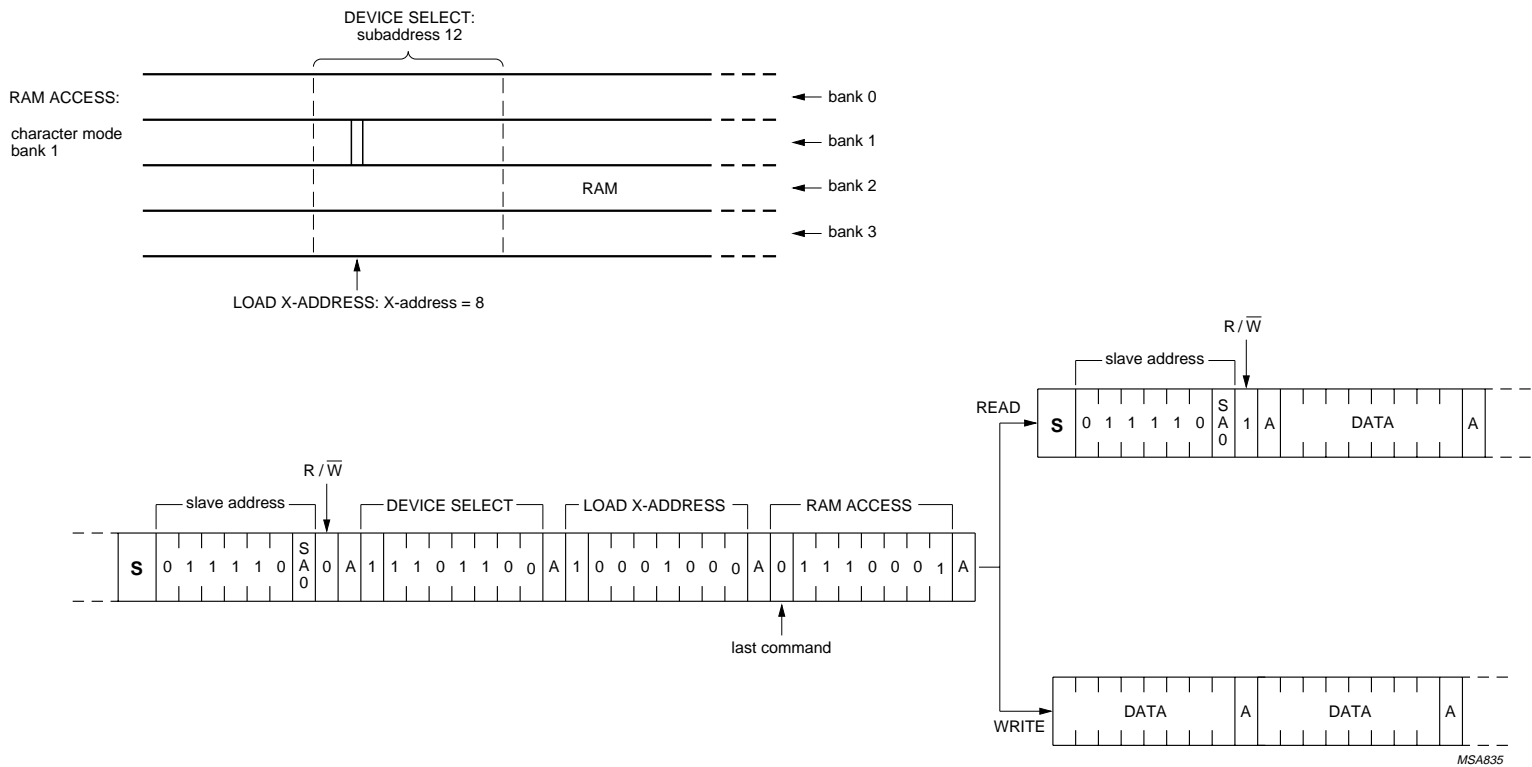 DEVICE SELECT:
subaddress 12
RAM ACCESS:
bank 0
character mode
bank 1
bank 1
RAM
bank 2
bank 3
LOAD X-ADDRESS: X-address = 8
R / W̅
slave address
READ
S 0 1 1 1 1 0 SA0 1 A DATA A
R / W̅
slave address DEVICE SELECT LOAD X-ADDRESS RAM ACCESS
S 0 1 1 1 1 0 SA0 0 A 1 1 1 0 1 1 0 0 A 1 0 0 0 1 0 0 0 A 0 1 1 1 0 0 0 1 A
last command
WRITE
DATA A DATA A
MSA835